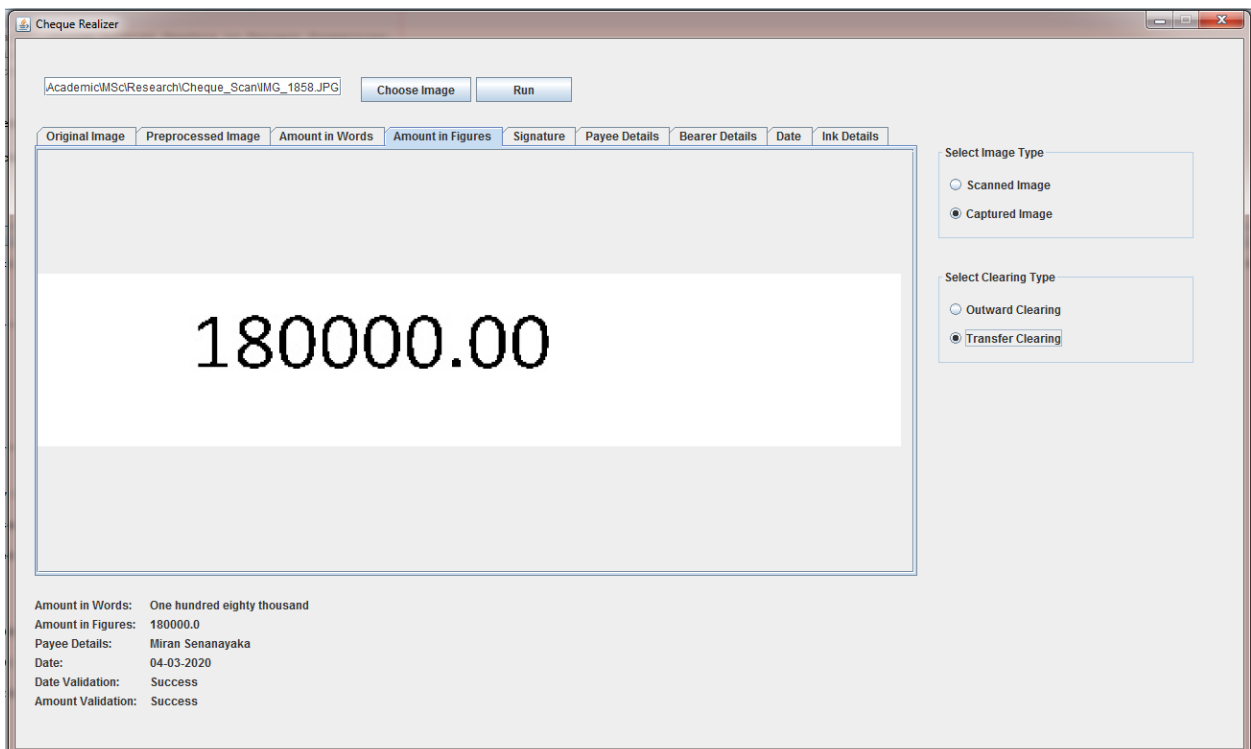 Cheque Realizer
Academic\MSc\Research\Cheque_Scan\IMG_1858.JPG Choose Image Run
Original Image Preprocessed Image Amount in Words Amount in Figures Signature Payee Details Bearer Details Date Ink Details
Select Image Type
Scanned Image
Captured Image
Select Clearing Type
Outward Clearing
Transfer Clearing
180000.00
Amount in Words: One hundred eighty thousand
Amount in Figures: 180000.0
Payee Details: Miran Senanayaka
Date: 04-03-2020
Date Validation: Success
Amount Validation: Success